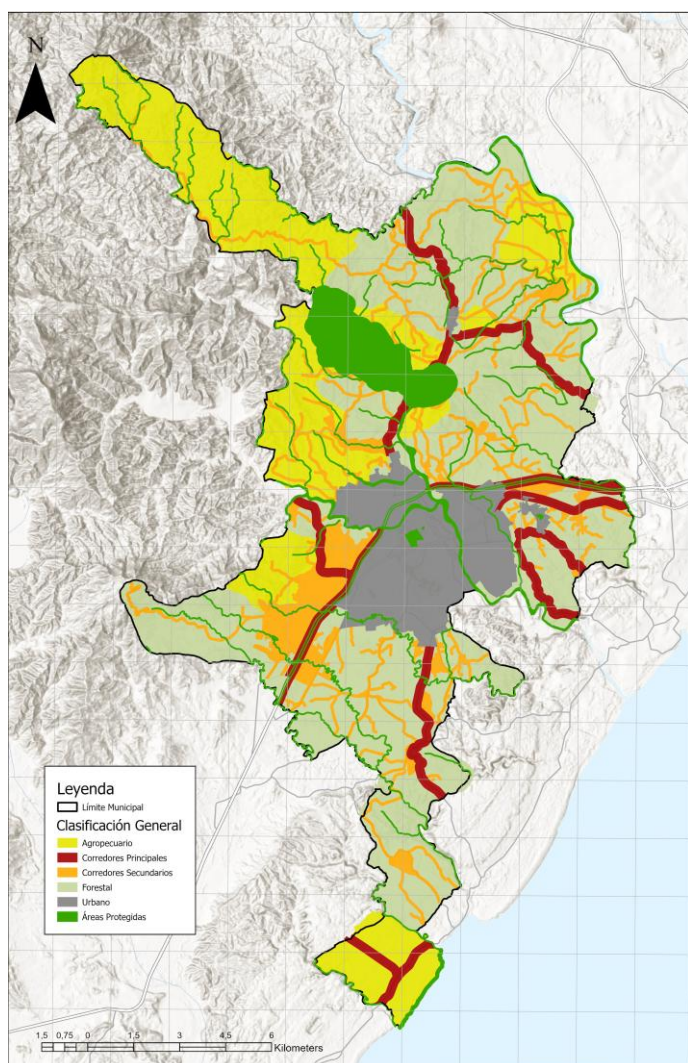 N
Leyenda
Límite Municipal
Clasificación General
Agropecuario
Corredores Principales
Corredores Secundarios
Forestal
Urbano
Áreas Protegidas
1,5 0,75 0 1,5 3 4,5 6
Kilometers